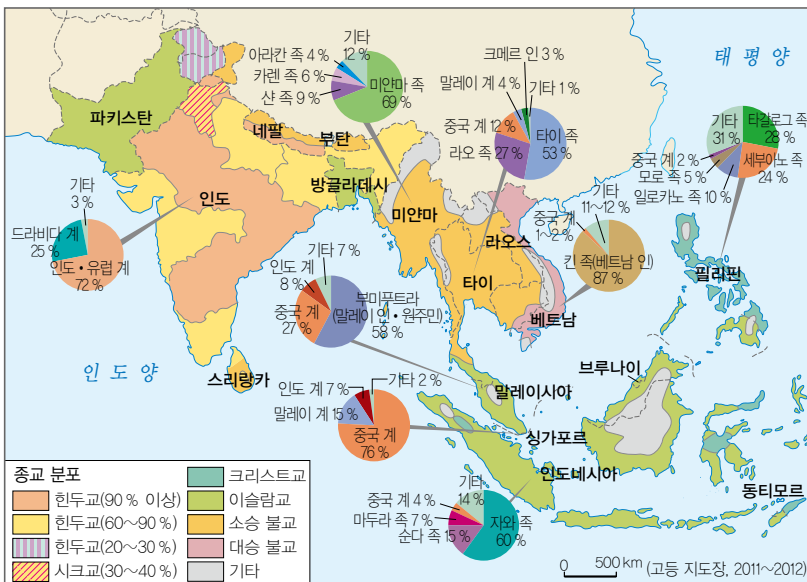 기타
12 %
아라칸 족 4 %
카렌 족 6 %
샨 족 9 %
미얀마 족
69 %
크메르 인 3 %
말레이 계 4 %
기타 1 %
중국 계 12 %
라오 족 27 %
타이 족
53 %
태평양
기타
31 %
타갈로그 족
28 %
중국 계 2 %
모로 족 5 %
일로카노 족 10 %
세부아노 족
24 %
파키스탄
네팔
부탄
방글라데시
인도
미얀마
라오스
타이
베트남
필리핀
기타
3 %
드라비다 계
25 %
인도·유럽 계
72 %
기타
11~12 %
중국 계
1~2 %
킨 족(베트남 인)
87 %
기타 7 %
인도 계
8 %
중국 계
27 %
부미푸트라
(말레이 인·원주민)
58 %
인도양
스리랑카
말레이시아
브루나이
인도 계 7 %
기타 2 %
말레이 계 15 %
중국 계
76 %
싱가포르
인도네시아
동티모르
기타
14 %
중국 계 4 %
마두라 족 7 %
순다 족 15 %
자와 족
60 %
종교 분포
힌두교(90 % 이상)
힌두교(60~90 %)
힌두교(20~30 %)
시크교(30~40 %)
크리스트교
이슬람교
소승 불교
대승 불교
기타
0 500 km
(고등 지도장, 2011~2012)